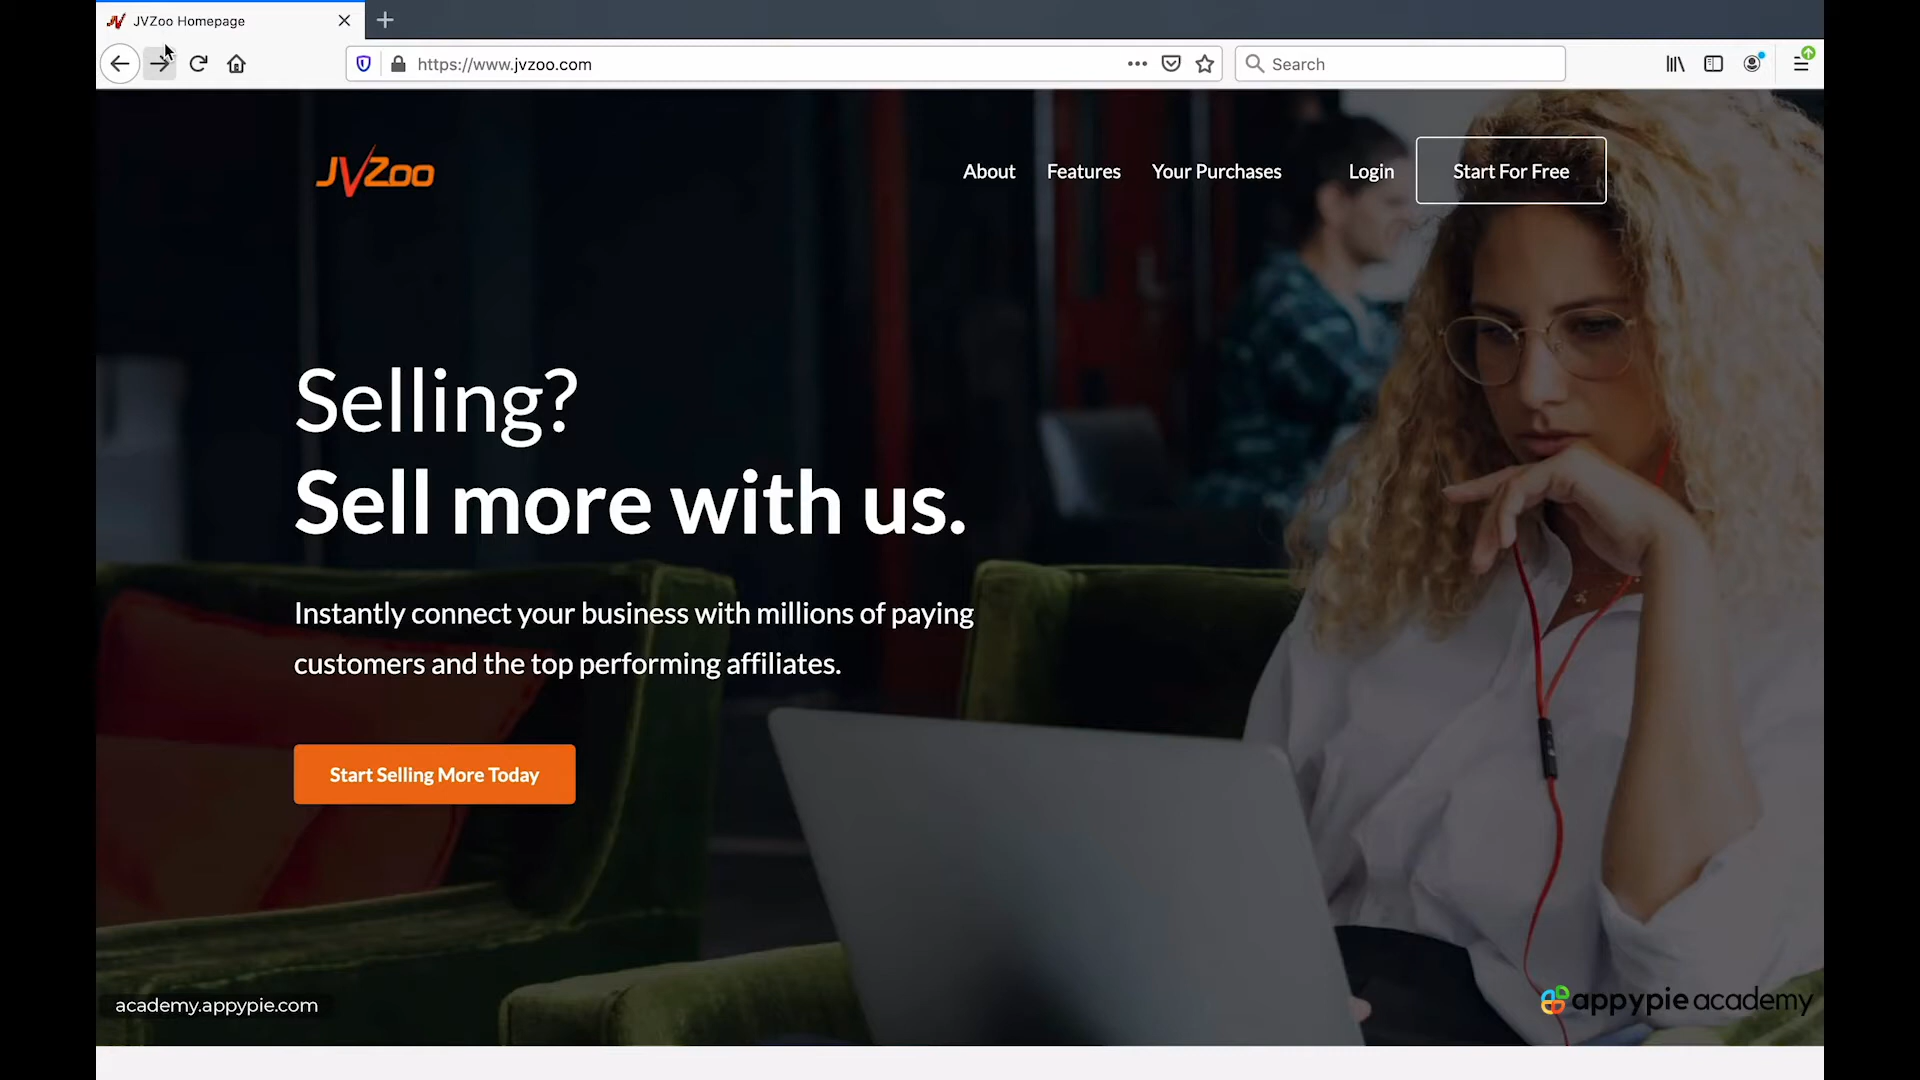 JVZoo Homepage
https://www.jvzoo.com
Search
JVZoo
About Features Your Purchases Login Start For Free
Selling?
Sell more with us.
Instantly connect your business with millions of paying
customers and the top performing affiliates.
Start Selling More Today
academy.appypie.com
appypie academy